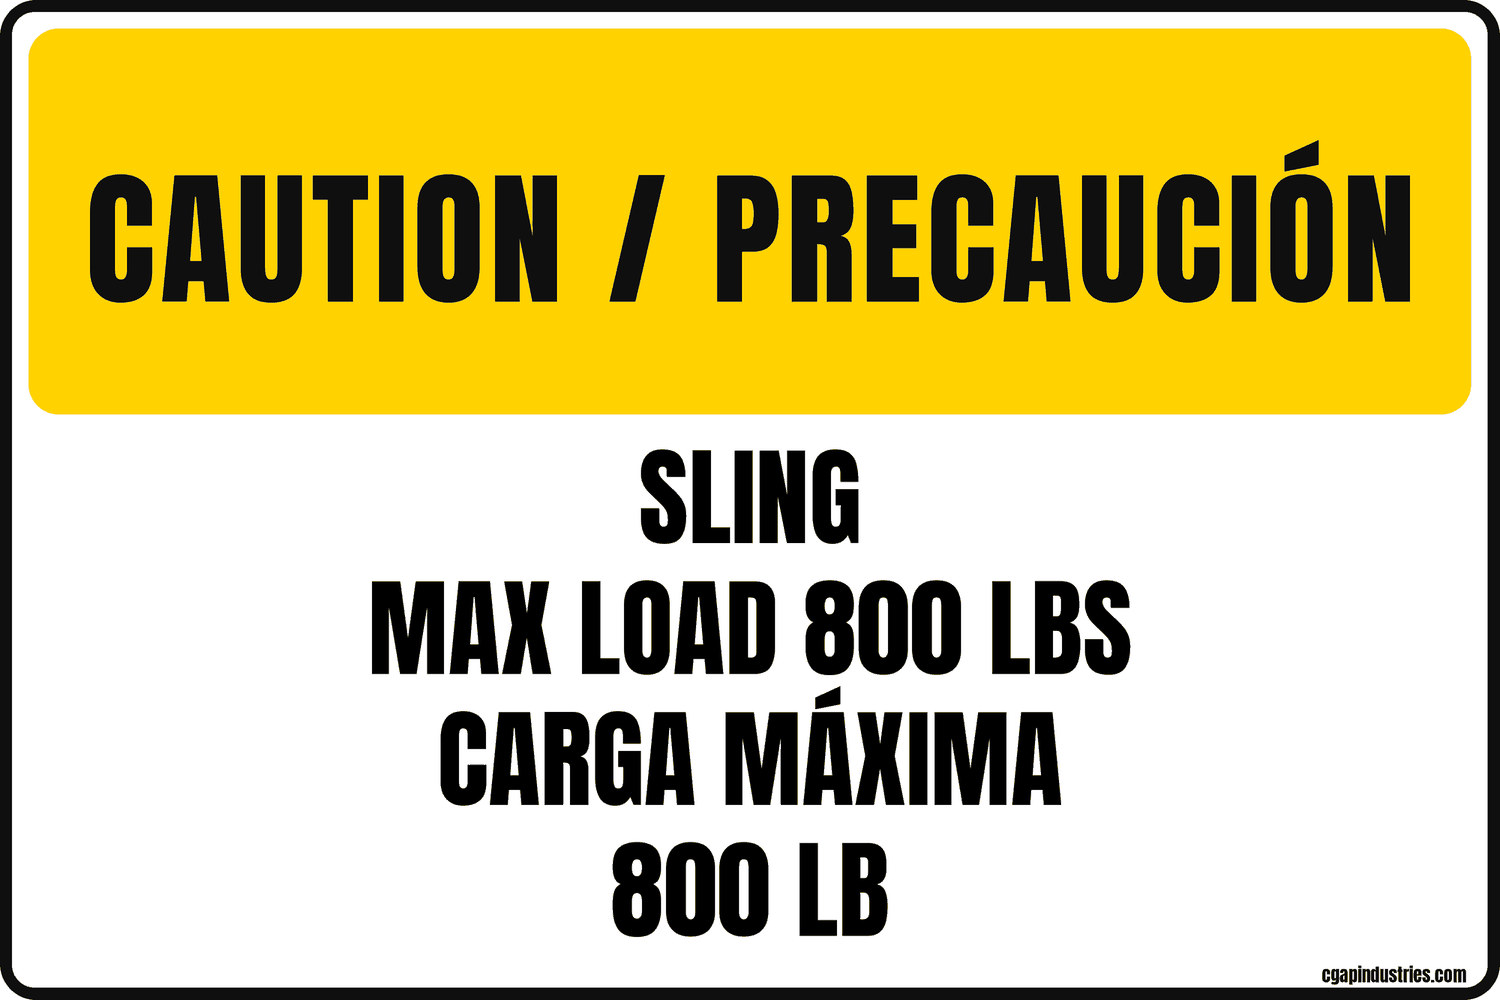 CAUTION / PRECAUCIÓN
SLING
MAX LOAD 800 LBS
CARGA MÁXIMA
800 LB
cgapindustries.com